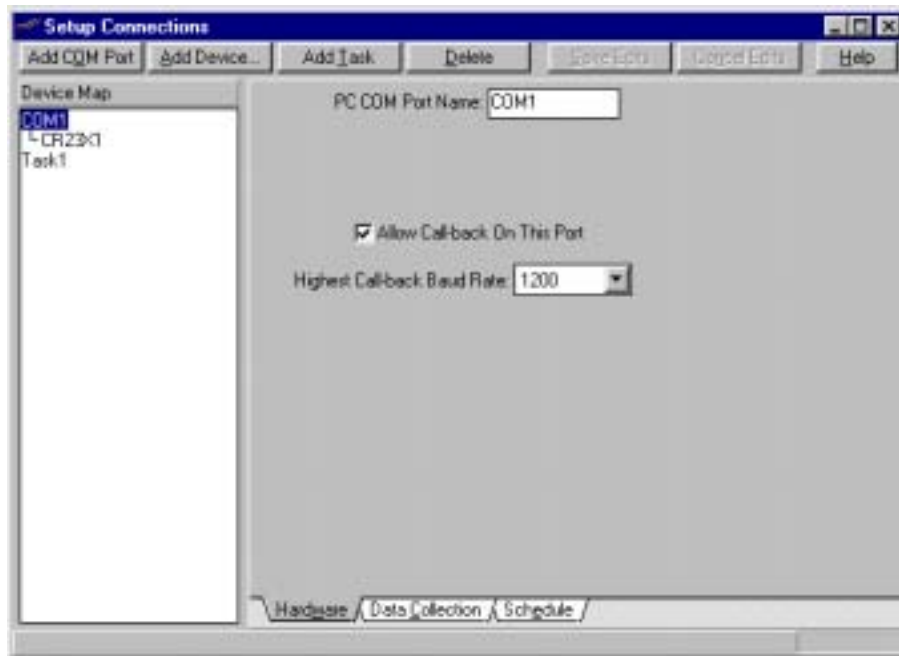 Setup Connections
Add COM Port Add Device... Add Task Delete Save Edits Cancel Edits Help
Device Map
COM1
CR23X1
Task1
PC COM Port Name: COM1
Allow Call-back On This Port
Highest Call-back Baud Rate: 1200
Hardware Data Collection Schedule